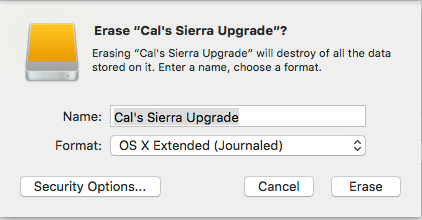 Erase “Cal's Sierra Upgrade”?
Erasing “Cal's Sierra Upgrade” will destroy of all the data
stored on it. Enter a name, choose a format.
Name: Cal's Sierra Upgrade
Format: OS X Extended (Journaled)
Security Options... Cancel Erase